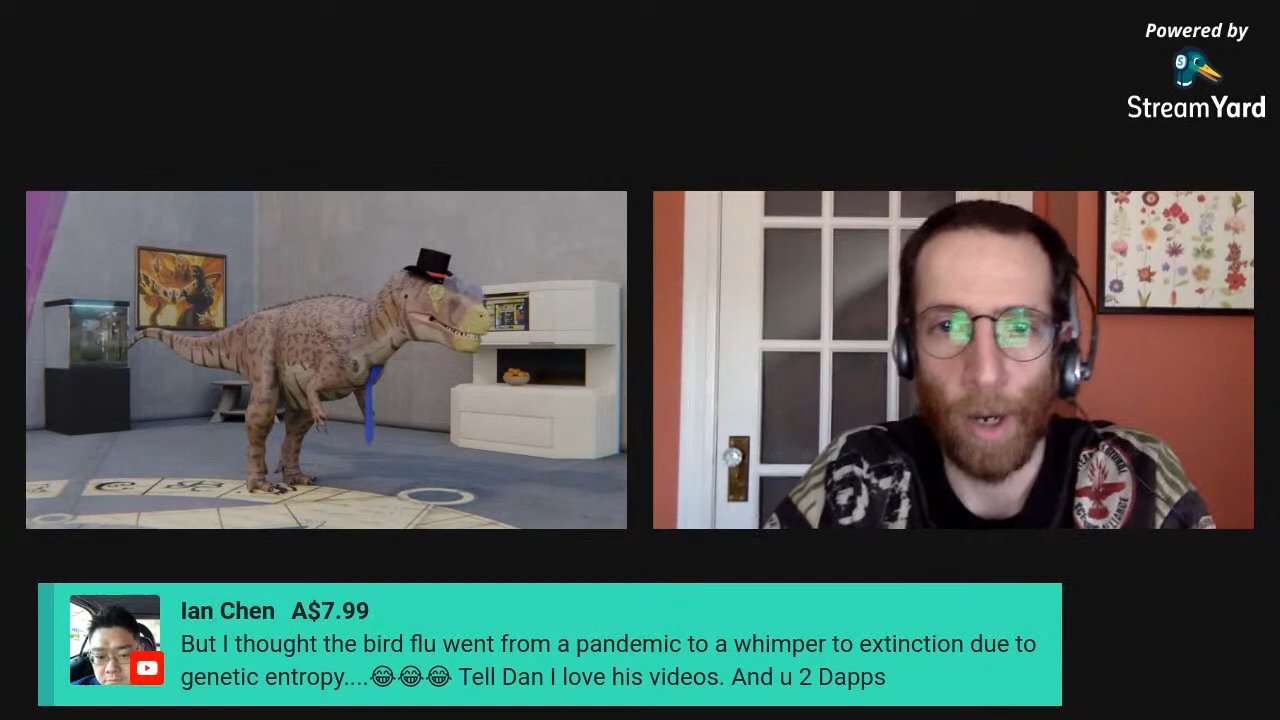 Powered by
StreamYard
Ian Chen A$7.99
But I thought the bird flu went from a pandemic to a whimper to extinction due to
genetic entropy....😂😂😂 Tell Dan I love his videos. And u 2 Dapps